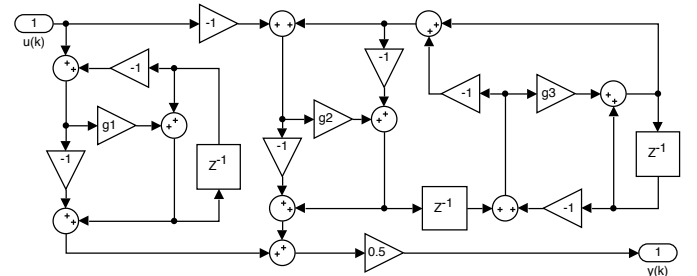 1
u(k)
-1
+ +
-1
+ +
g1
+ +
-1
Z-1
+ +
-1
g2
+ +
-1
+ +
+ +
0.5
+ +
-1
g3
+ +
Z-1
Z-1
+ +
-1
1
y(k)